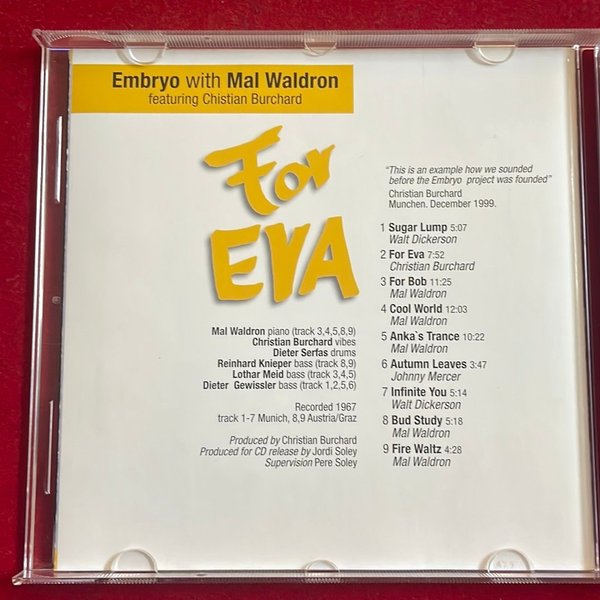 Embryo with Mal Waldron
featuring Chistian Burchard
For
EVA
"This is an example how we sounded
before the Embryo project was founded"
Christian Burchard
Munchen. December 1999.
1 Sugar Lump 5:07
Walt Dickerson
2 For Eva 7:52
Christian Burchard
3 For Bob 11:25
Mal Waldron
4 Cool World 12:03
Mal Waldron
5 Anka`s Trance 10:22
Mal Waldron
6 Autumn Leaves 3:47
Johnny Mercer
7 Infinite You 5:14
Walt Dickerson
8 Bud Study 5:18
Mal Waldron
9 Fire Waltz 4:28
Mal Waldron
Mal Waldron piano (track 3,4,5,8,9)
Christian Burchard vibes
Dieter Serfas drums
Reinhard Knieper bass (track 8,9)
Lothar Meid bass (track 3,4,5)
Dieter Gewissler bass (track 1,2,5,6)
Recorded 1967
track 1-7 Munich, 8,9 Austria/Graz
Produced by Christian Burchard
Produced for CD release by Jordi Soley
Supervision Pere Soley